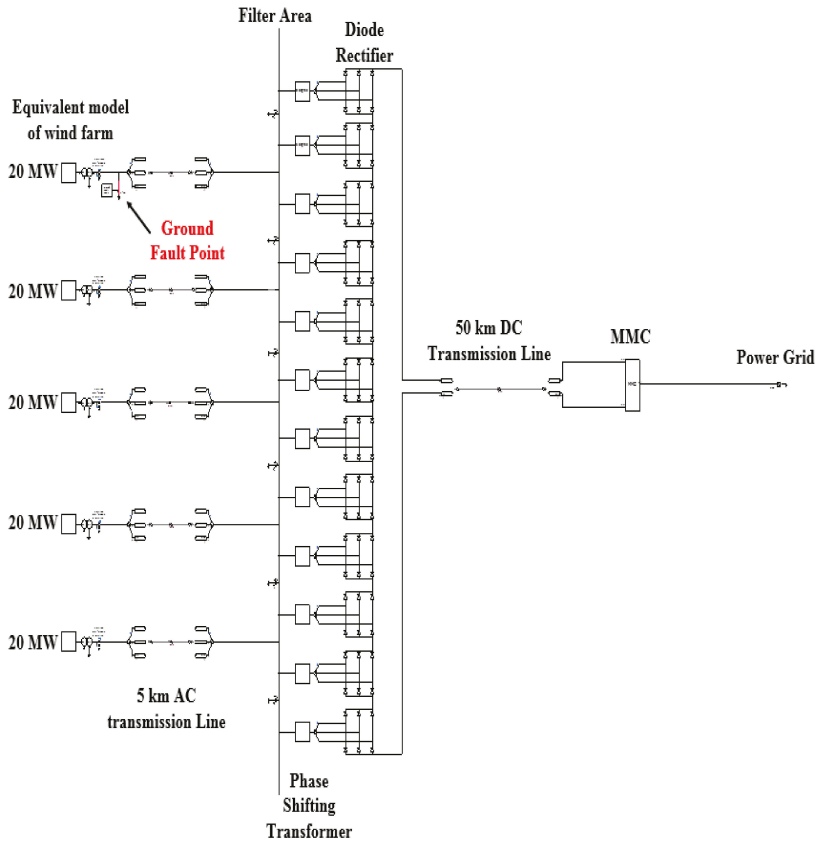 Filter Area
Diode
Rectifier
Equivalent model
of wind farm
20 MW
Ground
Fault Point
20 MW
50 km DC
Transmission Line
MMC
Power Grid
20 MW
20 MW
20 MW
5 km AC
transmission Line
Phase
Shifting
Transformer